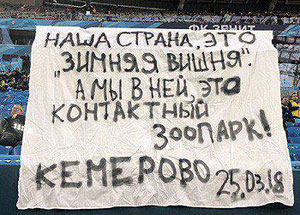 НАША СТРАНА, ЭТО
„ЗИМНЯЯ ВИШНЯ".
А МЫ В НЕЙ, ЭТО
КОНТАКТНЫЙ
ЗООПАРК!
КЕМЕРОВО 25.03.18